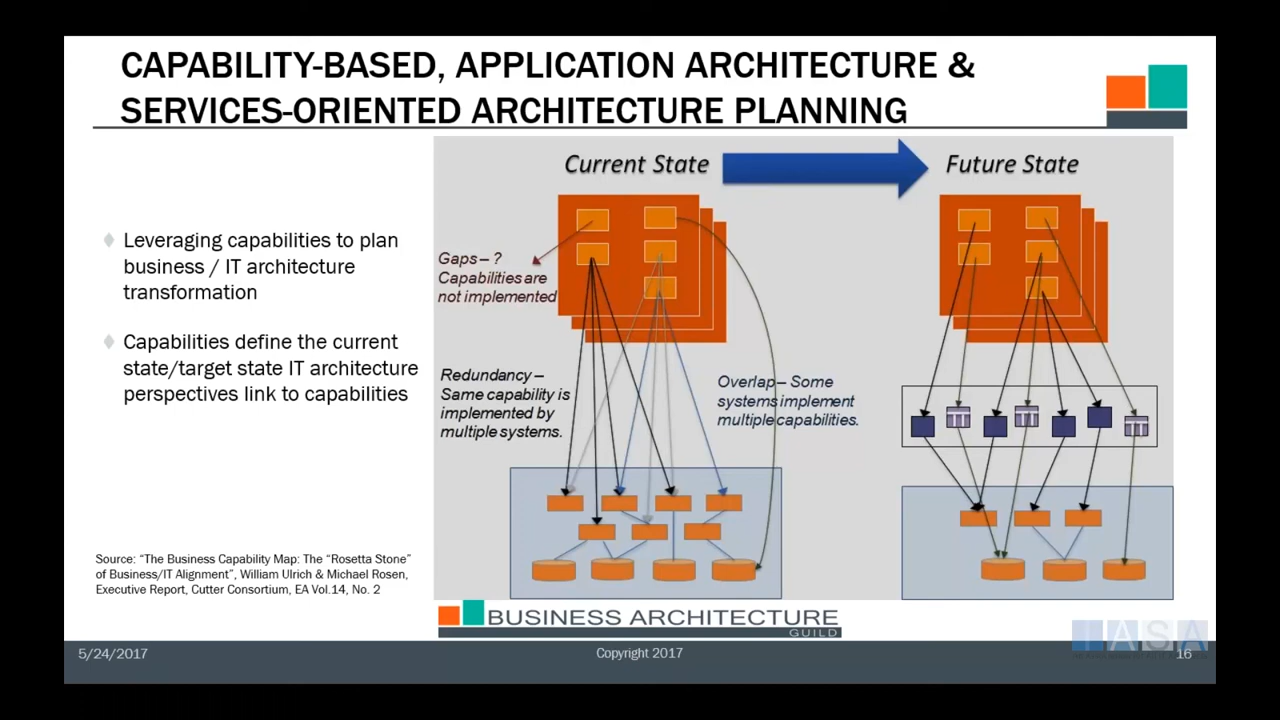 CAPABILITY-BASED, APPLICATION ARCHITECTURE &
SERVICES-ORIENTED ARCHITECTURE PLANNING
Leveraging capabilities to plan
business / IT architecture
transformation
Capabilities define the current
state/target state IT architecture
perspectives link to capabilities
Source: “The Business Capability Map: The “Rosetta Stone”
of Business/IT Alignment”, William Ulrich & Michael Rosen,
Executive Report, Cutter Consortium, EA Vol.14, No. 2
Current State
Future State
Gaps – ?
Capabilities are
not implemented
Redundancy –
Same capability is
implemented by
multiple systems.
Overlap – Some
systems implement
multiple capabilities.
BUSINESS ARCHITECTURE
GUILD
5/24/2017
Copyright 2017
IASA
16